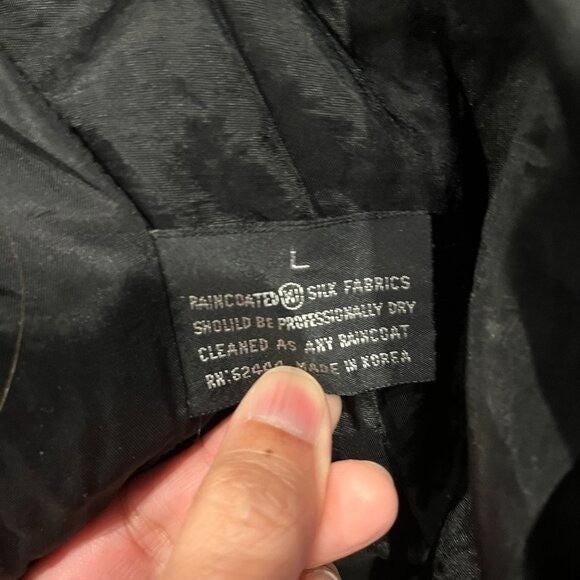 L
RAINCOATED SILK FABRICS
SHOULD BE PROFESSIONALLY DRY
CLEANED AS ANY RAINCOAT
MADE IN KOREA